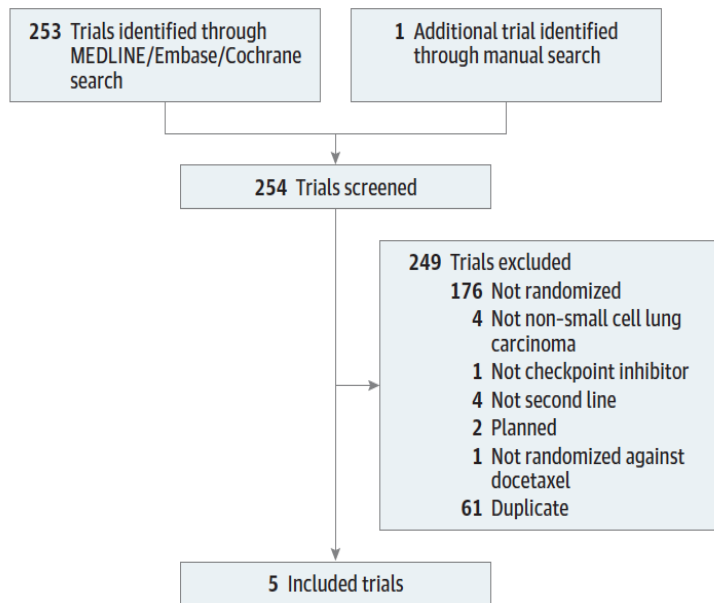 253 Trials identified through
MEDLINE/Embase/Cochrane
search
1 Additional trial identified
through manual search
254 Trials screened
249 Trials excluded
176 Not randomized
4 Not non–small cell lung
carcinoma
1 Not checkpoint inhibitor
4 Not second line
2 Planned
1 Not randomized against
docetaxel
61 Duplicate
5 Included trials